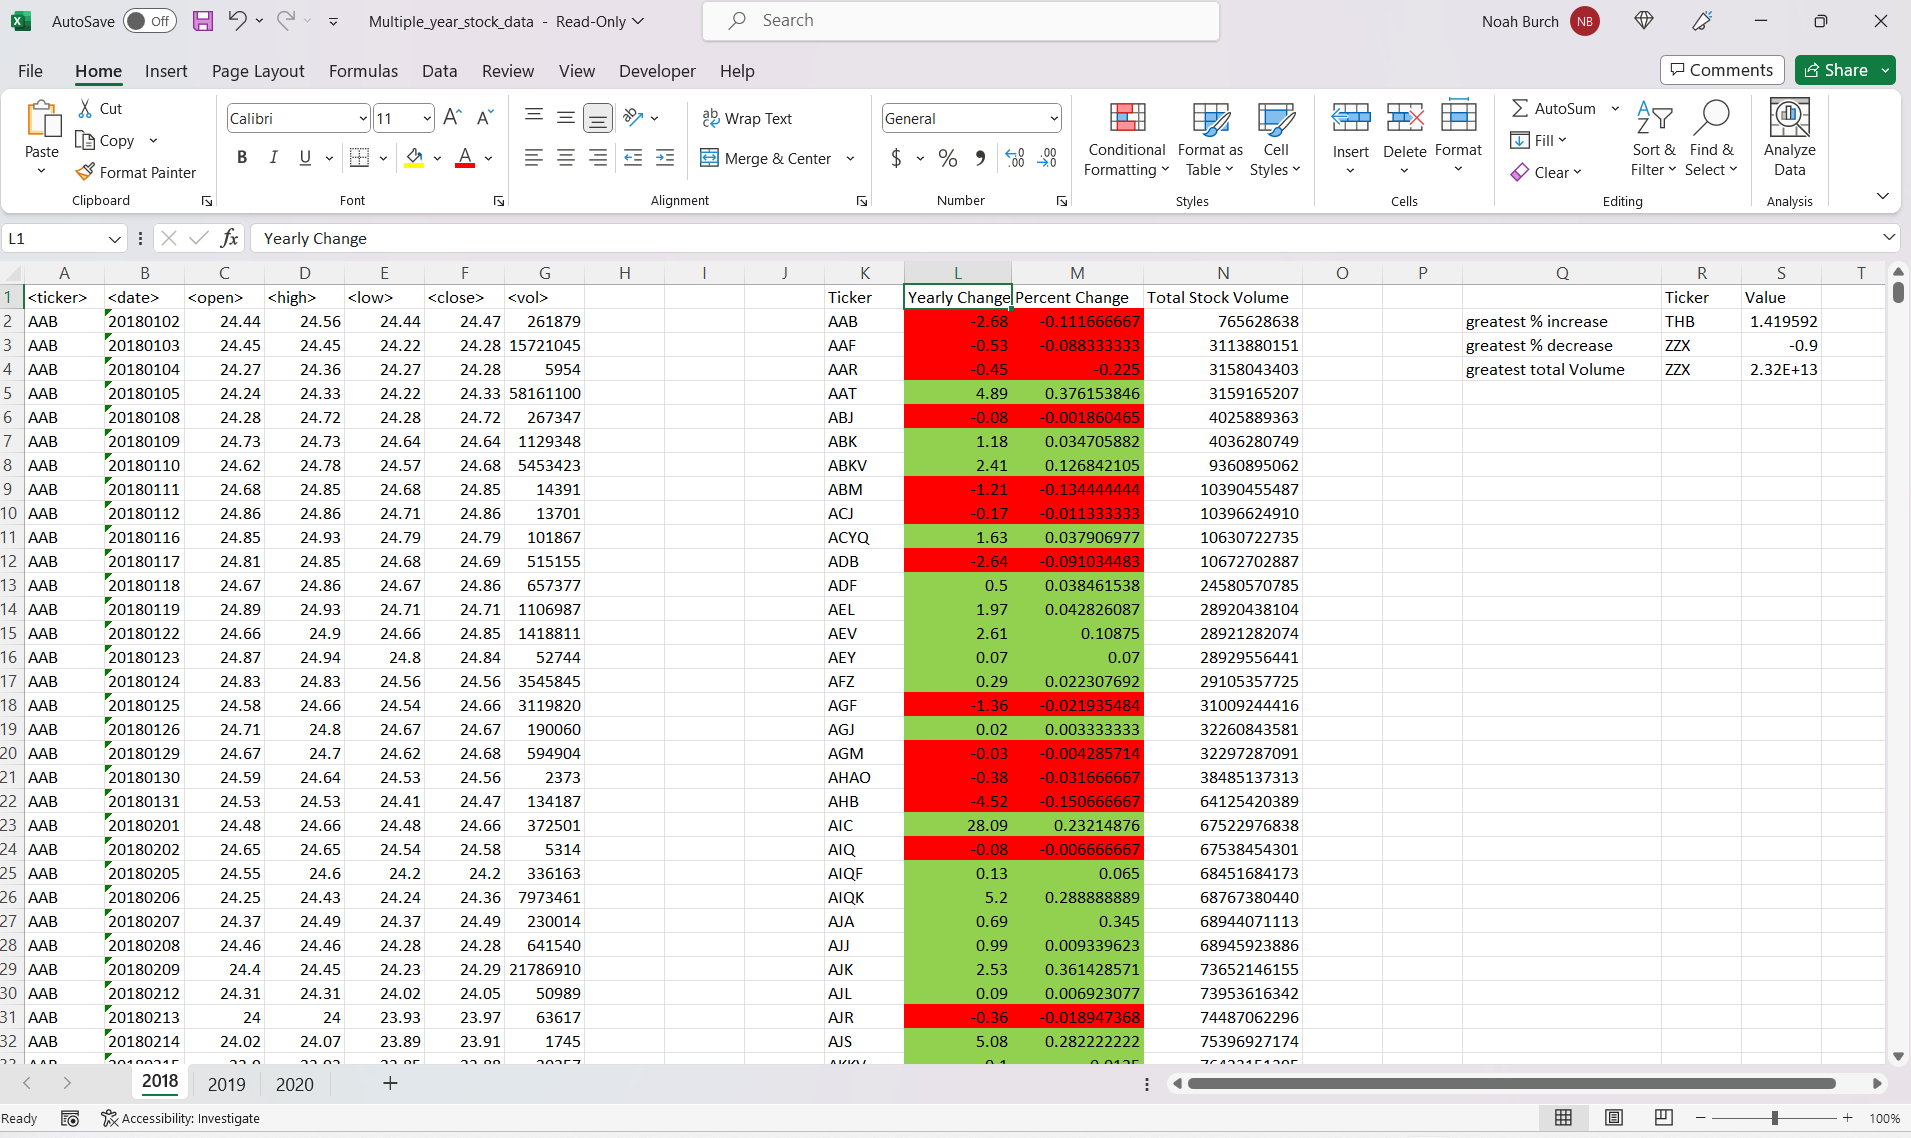 AutoSave Off Multiple_year_stock_data - Read-Only Search Noah Burch NB
File Home Insert Page Layout Formulas Data Review View Developer Help Comments Share
Paste Cut Copy Format Painter Clipboard
Calibri 11 B I U A Font
Wrap Text Merge & Center Alignment
General $ % Number
Conditional Formatting Format as Table Cell Styles Styles
Insert Delete Format Cells
AutoSum Fill Clear Sort & Filter Find & Select Editing
Analyze Data Analysis
L1 fx Yearly Change
A B C D E F G H I J K L M N O P Q R S T
1 <ticker> <date> <open> <high> <low> <close> <vol> Ticker Yearly Change Percent Change Total Stock Volume Ticker Value
2 AAB 20180102 24.44 24.56 24.44 24.47 261879 AAB -2.68 -0.111666667 765628638 greatest % increase THB 1.419592
3 AAB 20180103 24.45 24.45 24.22 24.28 15721045 AAF -0.53 -0.088333333 3113880151 greatest % decrease ZZX -0.9
4 AAB 20180104 24.27 24.36 24.27 24.28 5954 AAR -0.45 -0.225 3158043403 greatest total Volume ZZX 2.32E+13
5 AAB 20180105 24.24 24.33 24.22 24.33 58161100 AAT 4.89 0.376153846 3159165207
6 AAB 20180108 24.28 24.72 24.28 24.72 267347 ABJ -0.08 -0.001860465 4025889363
7 AAB 20180109 24.73 24.73 24.64 24.64 1129348 ABK 1.18 0.034705882 4036280749
8 AAB 20180110 24.62 24.78 24.57 24.68 5453423 ABKV 2.41 0.126842105 9360895062
9 AAB 20180111 24.68 24.85 24.68 24.85 14391 ABM -1.21 -0.134444444 10390455487
10 AAB 20180112 24.86 24.86 24.71 24.86 13701 ACJ -0.17 -0.011333333 10396624910
11 AAB 20180116 24.85 24.93 24.79 24.79 101867 ACYQ 1.63 0.037906977 10630722735
12 AAB 20180117 24.81 24.85 24.68 24.69 515155 ADB -2.64 -0.091034483 10672702887
13 AAB 20180118 24.67 24.86 24.67 24.86 657377 ADF 0.5 0.038461538 24580570785
14 AAB 20180119 24.89 24.93 24.71 24.71 1106987 AEL 1.97 0.042826087 28920438104
15 AAB 20180122 24.66 24.9 24.66 24.85 1418811 AEV 2.61 0.10875 28921282074
16 AAB 20180123 24.87 24.94 24.8 24.84 52744 AEY 0.07 0.07 28929556441
17 AAB 20180124 24.83 24.83 24.56 24.56 3545845 AFZ 0.29 0.022307692 29105357725
18 AAB 20180125 24.58 24.66 24.54 24.66 3119820 AGF -1.36 -0.021935484 31009244416
19 AAB 20180126 24.71 24.8 24.67 24.67 190060 AGJ 0.02 0.003333333 32260843581
20 AAB 20180129 24.67 24.7 24.62 24.68 594904 AGM -0.03 -0.004285714 32297287091
21 AAB 20180130 24.59 24.64 24.53 24.56 2373 AHAO -0.38 -0.031666667 38485137313
22 AAB 20180131 24.53 24.53 24.41 24.47 134187 AHB -4.52 -0.150666667 64125420389
23 AAB 20180201 24.48 24.66 24.48 24.66 372501 AIC 28.09 0.23214876 67522976838
24 AAB 20180202 24.65 24.65 24.54 24.58 5314 AIQ -0.08 -0.006666667 67538454301
25 AAB 20180205 24.55 24.6 24.2 24.2 336163 AIQF 0.13 0.065 68451684173
26 AAB 20180206 24.25 24.43 24.24 24.36 7973461 AIQK 5.2 0.288888889 68767380440
27 AAB 20180207 24.37 24.49 24.37 24.49 230014 AJA 0.69 0.345 68944071113
28 AAB 20180208 24.46 24.46 24.28 24.28 641540 AJJ 0.99 0.009339623 68945923886
29 AAB 20180209 24.4 24.45 24.23 24.29 21786910 AJK 2.53 0.361428571 73652146155
30 AAB 20180212 24.31 24.31 24.02 24.05 50989 AJL 0.09 0.006923077 73953616342
31 AAB 20180213 24 24 23.93 23.97 63617 AJR -0.36 -0.018947368 74487062296
32 AAB 20180214 24.02 24.07 23.89 23.91 1745 AJS 5.08 0.282222222 75396927174
2018 2019 2020 +
Ready Accessibility: Investigate 100%